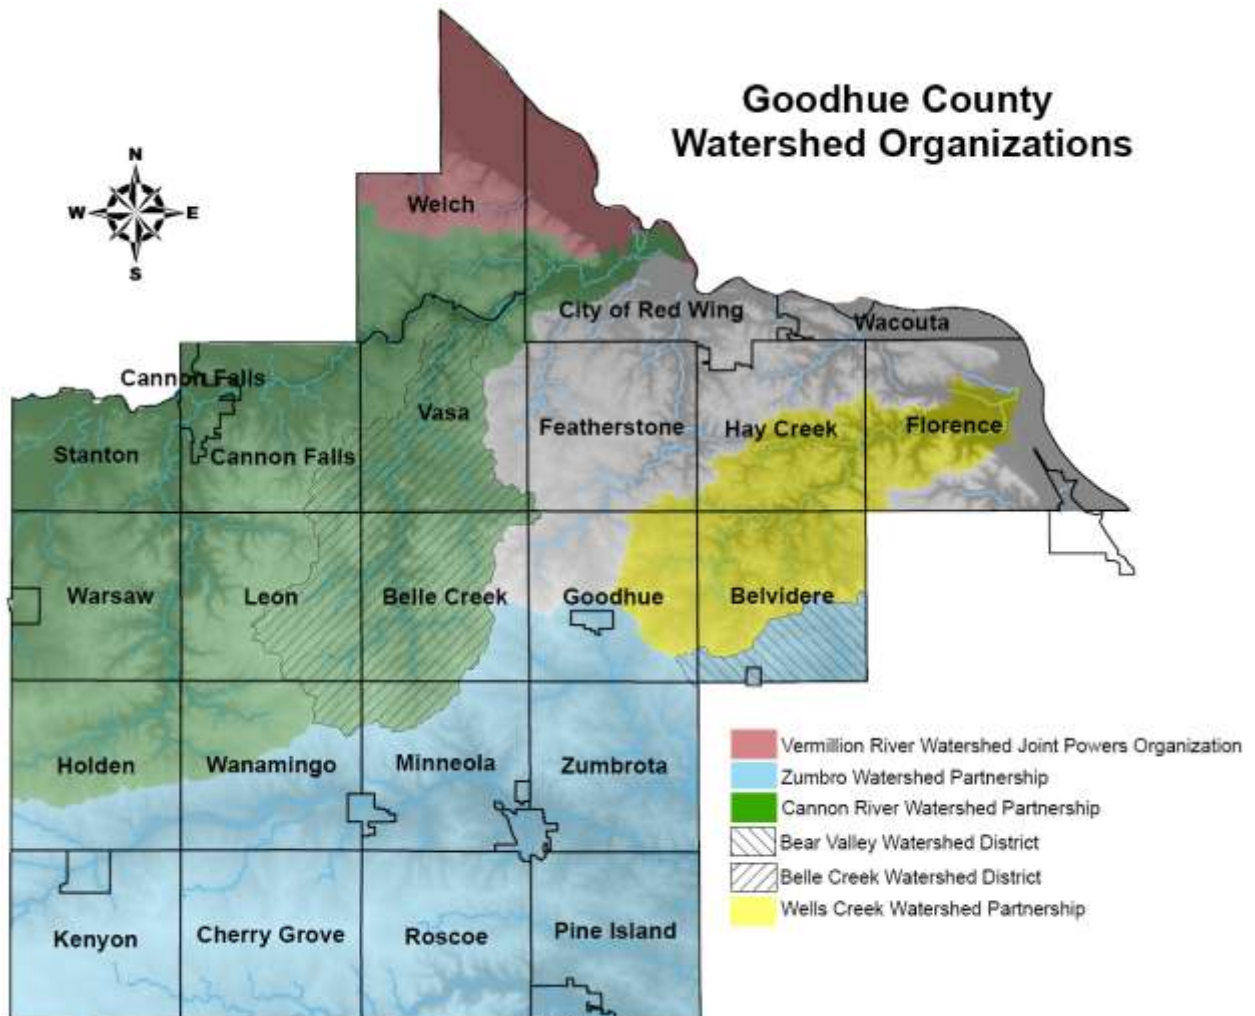 Goodhue County
Watershed Organizations
N
W
E
S
Welch
City of Red Wing
Wacouta
Cannon Falls
Vasa
Featherstone
Hay Creek
Florence
Stanton
Cannon Falls
Warsaw
Leon
Belle Creek
Goodhue
Belvidere
Holden
Wanamingo
Minneola
Zumbrota
Vermillion River Watershed Joint Powers Organization
Zumbro Watershed Partnership
Cannon River Watershed Partnership
Bear Valley Watershed District
Belle Creek Watershed District
Wells Creek Watershed Partnership
Kenyon
Cherry Grove
Roscoe
Pine Island